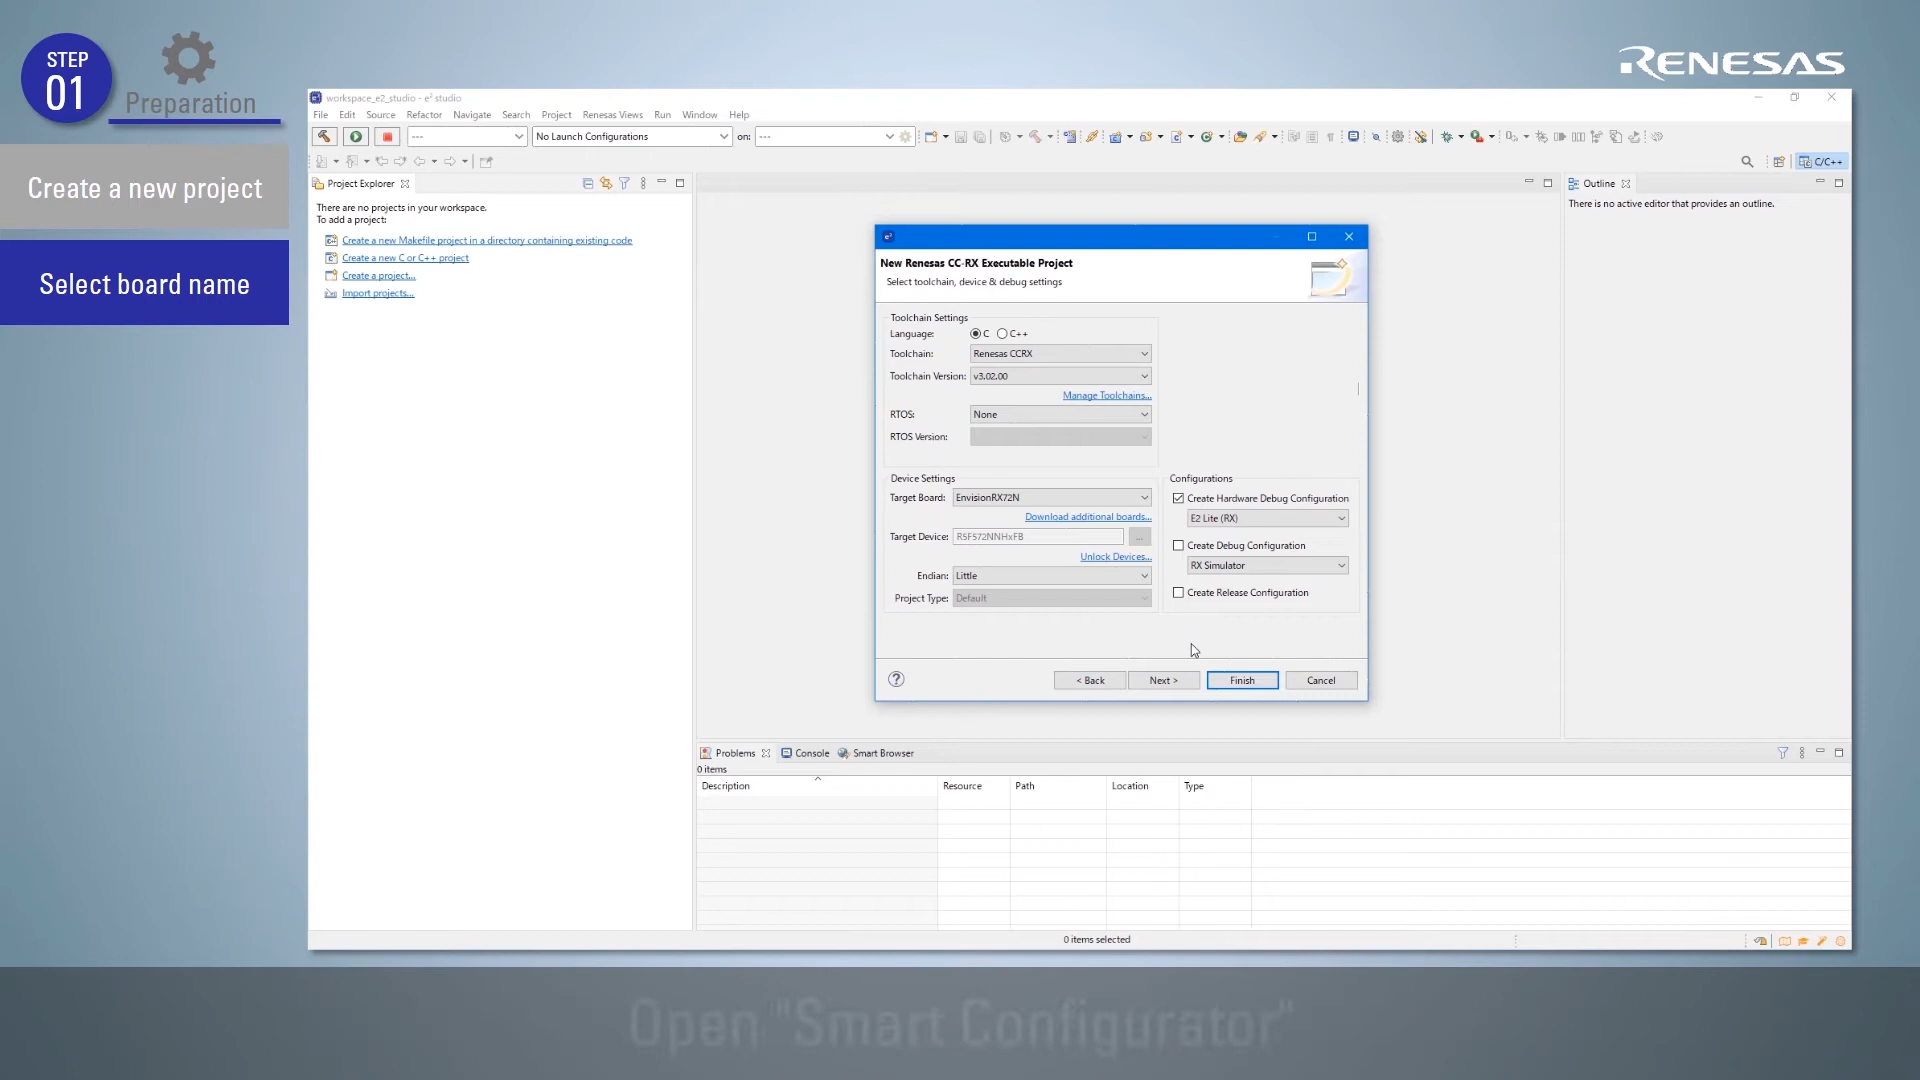 STEP
01
Preparation
RENESAS
Create a new project
Select board name
workspace_e2_studio - e² studio
File Edit Source Refactor Navigate Search Project Renesas Views Run Window Help
--- No Launch Configurations on: ---
C/C++
Project Explorer
There are no projects in your workspace.
To add a project:
Create a new Makefile project in a directory containing existing code
Create a new C or C++ project
Create a project...
Import projects...
Outline
There is no active editor that provides an outline.
New Renesas CC-RX Executable Project
Select toolchain, device & debug settings
Toolchain Settings
Language: C C++
Toolchain: Renesas CCRX
Toolchain Version: v3.02.00
Manage Toolchains...
RTOS: None
RTOS Version:
Device Settings
Target Board: EnvisionRX72N
Download additional boards...
Target Device: R5F572NNHxFB ...
Unlock Devices...
Endian: Little
Project Type: Default
Configurations
Create Hardware Debug Configuration
E2 Lite (RX)
Create Debug Configuration
RX Simulator
Create Release Configuration
< Back Next > Finish Cancel
Problems Console Smart Browser
0 items
Description Resource Path Location Type
0 items selected
Open "Smart Configurator"